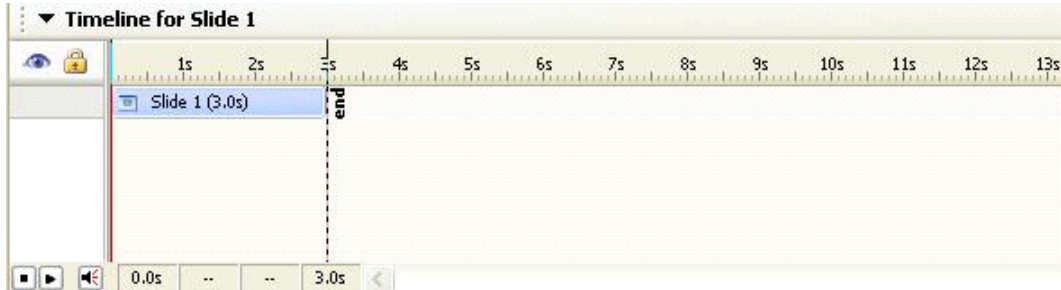 Timeline for Slide 1
1s 2s 3s 4s 5s 6s 7s 8s 9s 10s 11s 12s 13s
Slide 1 (3.0s)
end
0.0s -- -- 3.0s